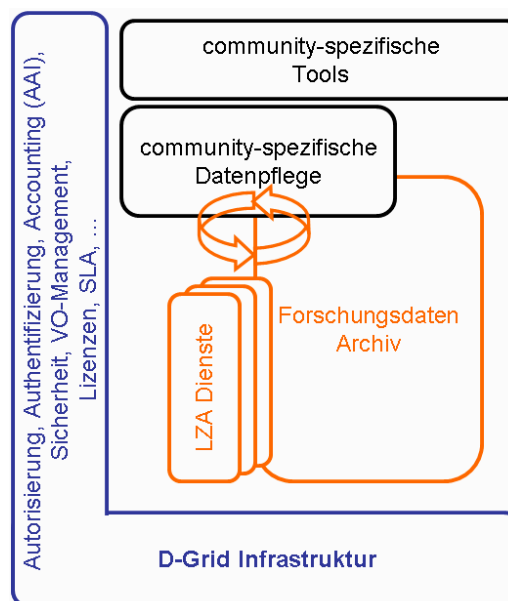 community-spezifische
Tools
community-spezifische
Datenpflege
Forschungsdaten
Archiv
LZA Dienste
Autorisierung, Authentifizierung, Accounting (AAI),
Sicherheit, VO-Management,
Lizenzen, SLA, ...
D-Grid Infrastruktur